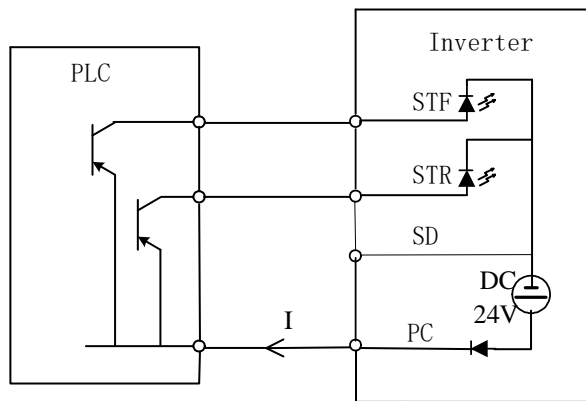 Inverter
PLC
STF
STR
SD
DC
24V
I
PC